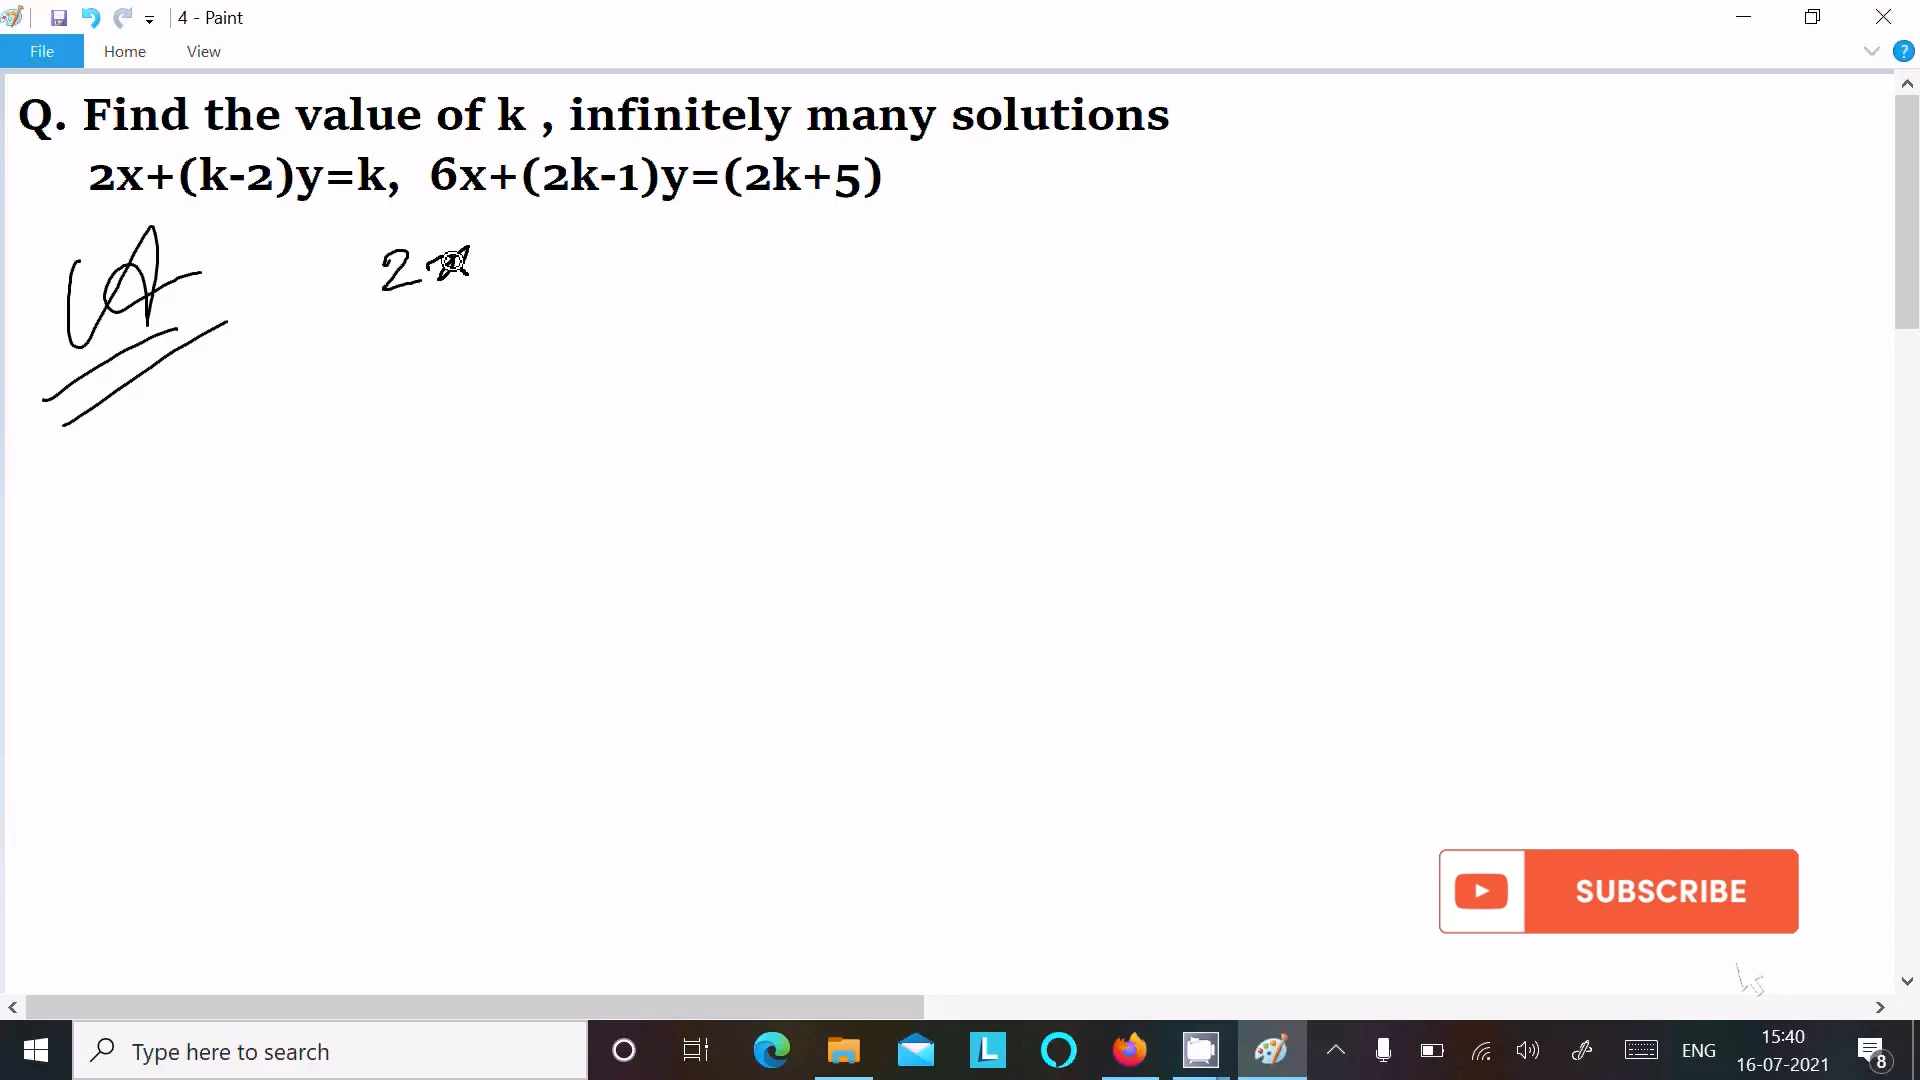 4 - Paint
File Home View
Q. Find the value of k , infinitely many solutions
2x+(k-2)y=k, 6x+(2k-1)y=(2k+5)
2x
SUBSCRIBE
Type here to search
L
ENG
15:40
16-07-2021
8